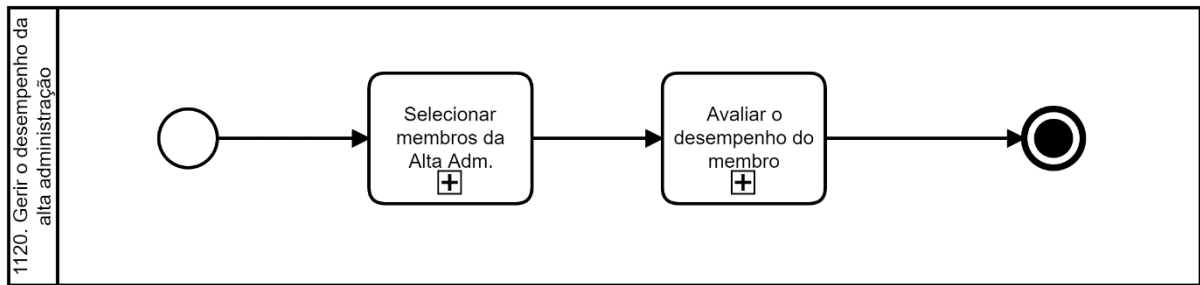 1120. Gerir o desempenho da
alta administração
Selecionar
membros da
Alta Adm.
Avaliar o
desempenho do
membro